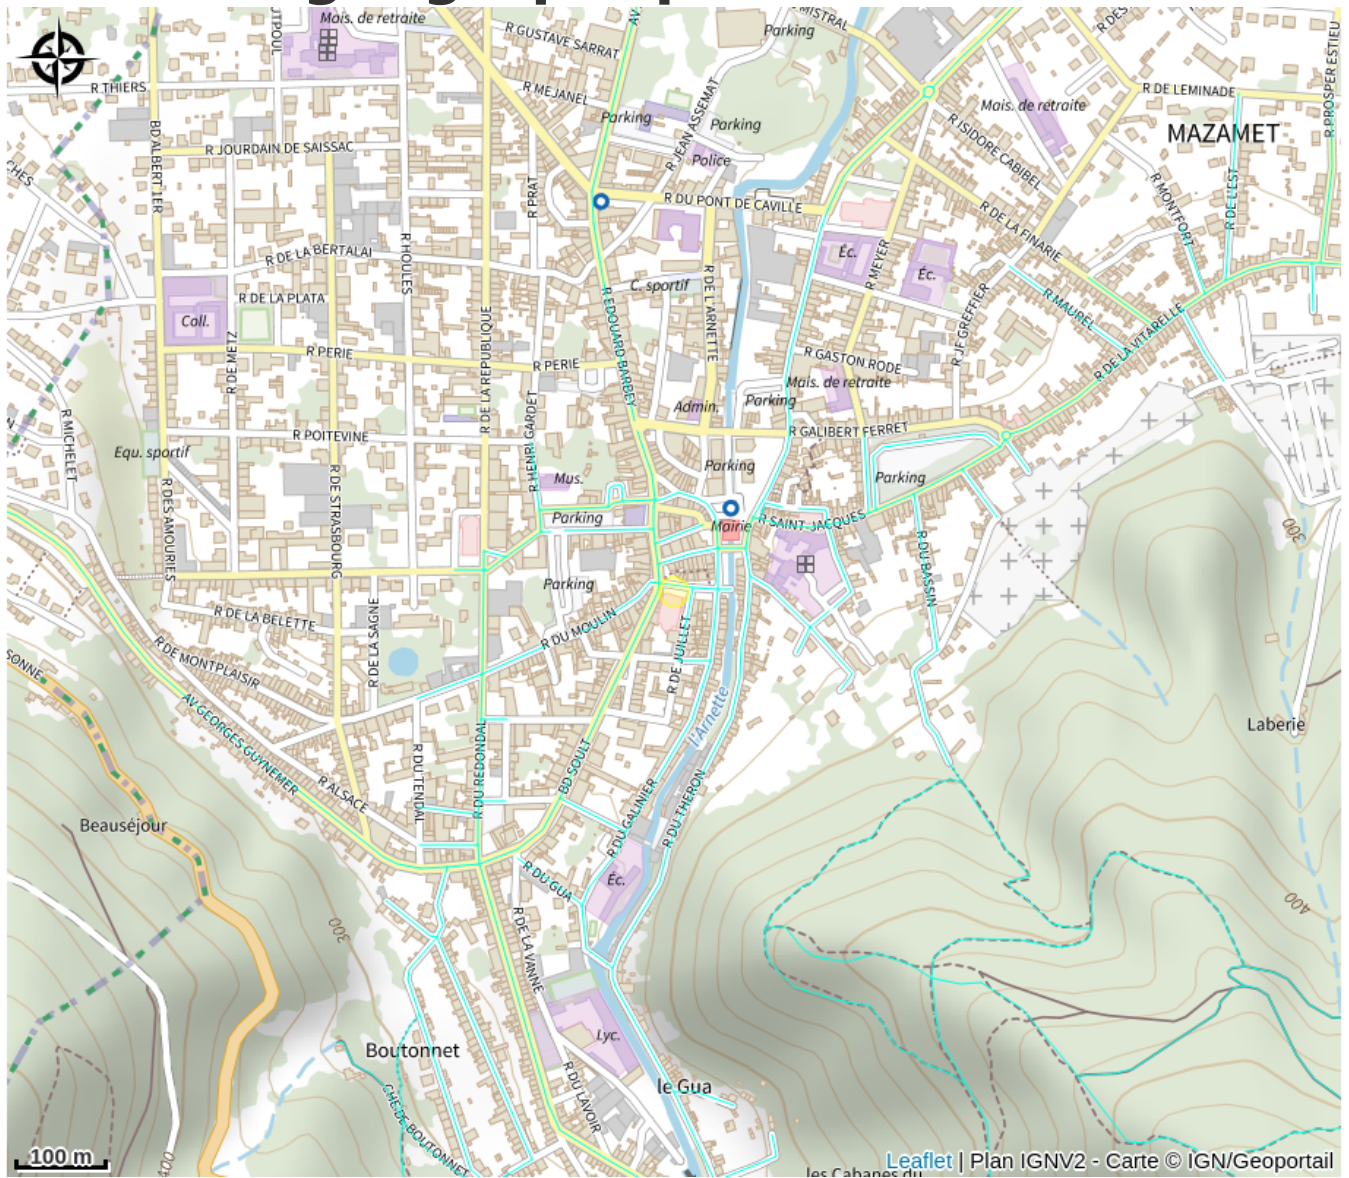 Mais. de retraite
R MISTRAL
Parking
R GUSTAVE SARRAT
R THIERS
R MEJANEL
R JEAN ASSEMAT
Mais. de retraite
R DE LEMINADE
R PROSPER ESTIEU
Parking
Parking
BD ALBERT 1ER
R ISIDORE CABIBEL
MAZAMET
R JOURDAIN DE SAISSAC
Police
R PRAT
R DU PONT DE CAVILLE
R MONTFORT
R DE L'EST
R DE LA FINARIE
R DE LA BERTALAI
R HOULES
Éc.
R MEYER
Éc.
C. sportif
R DE L'ARNETTE
R DE LA PLATA
R EDOUARD BARBEY
R JF GREFFIER
R MAUREL
Coll.
R DE METZ
R DE LA REPUBLIQUE
R DE LA VITARELLE
R PERIE
R PERIE
R GASTON RODE
Mais. de retraite
Parking
Admin.
R MICHELET
R POITEVINE
R HENRI GARDET
R GALIBERT FERRET
Equ. sportif
Parking
Parking
Mus.
R DES AMOURIES
R DE STRASBOURG
Parking
Mairie
R SAINT-JACQUES
300
R DU BASSIN
Parking
R DE LA BELETTE
R DE LA SAGNE
R DU MOULIN
R DE JUILLET
R DE MONTPLAISIR
l'Arnette
AV GEORGES GUYNEMER
Laberie
R DU TENDAL
R DU REDONDAL
BD SOULT
R ALSACE
R DU GALINIER
R DU THERON
Beauséjour
R DU GUA
Éc.
300
400
R DE LA VANNE
Lyc.
Boutonnet
le Gua
R DU LAVOIR
CHE DE BOUTONNET
100 m
400
les Cabanes du
Leaflet | Plan IGNV2 - Carte © IGN/Geoportail